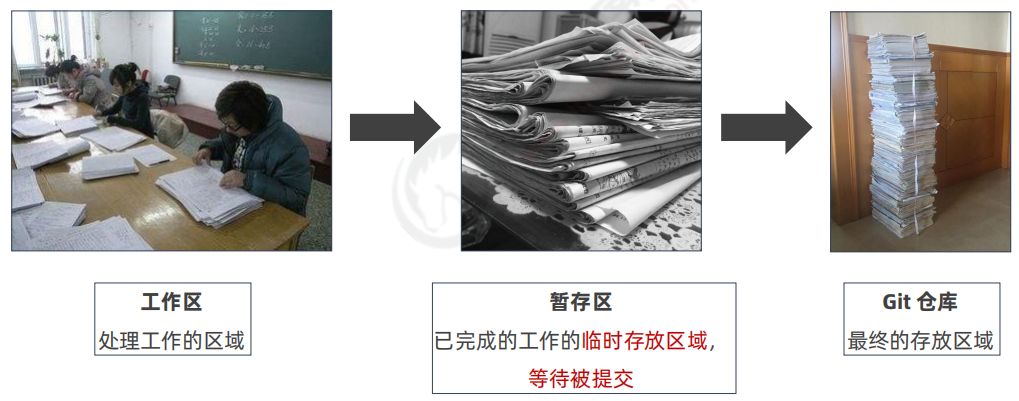 工作区
处理工作的区域
暂存区
已完成的工作的临时存放区域，
等待被提交
Git 仓库
最终的存放区域